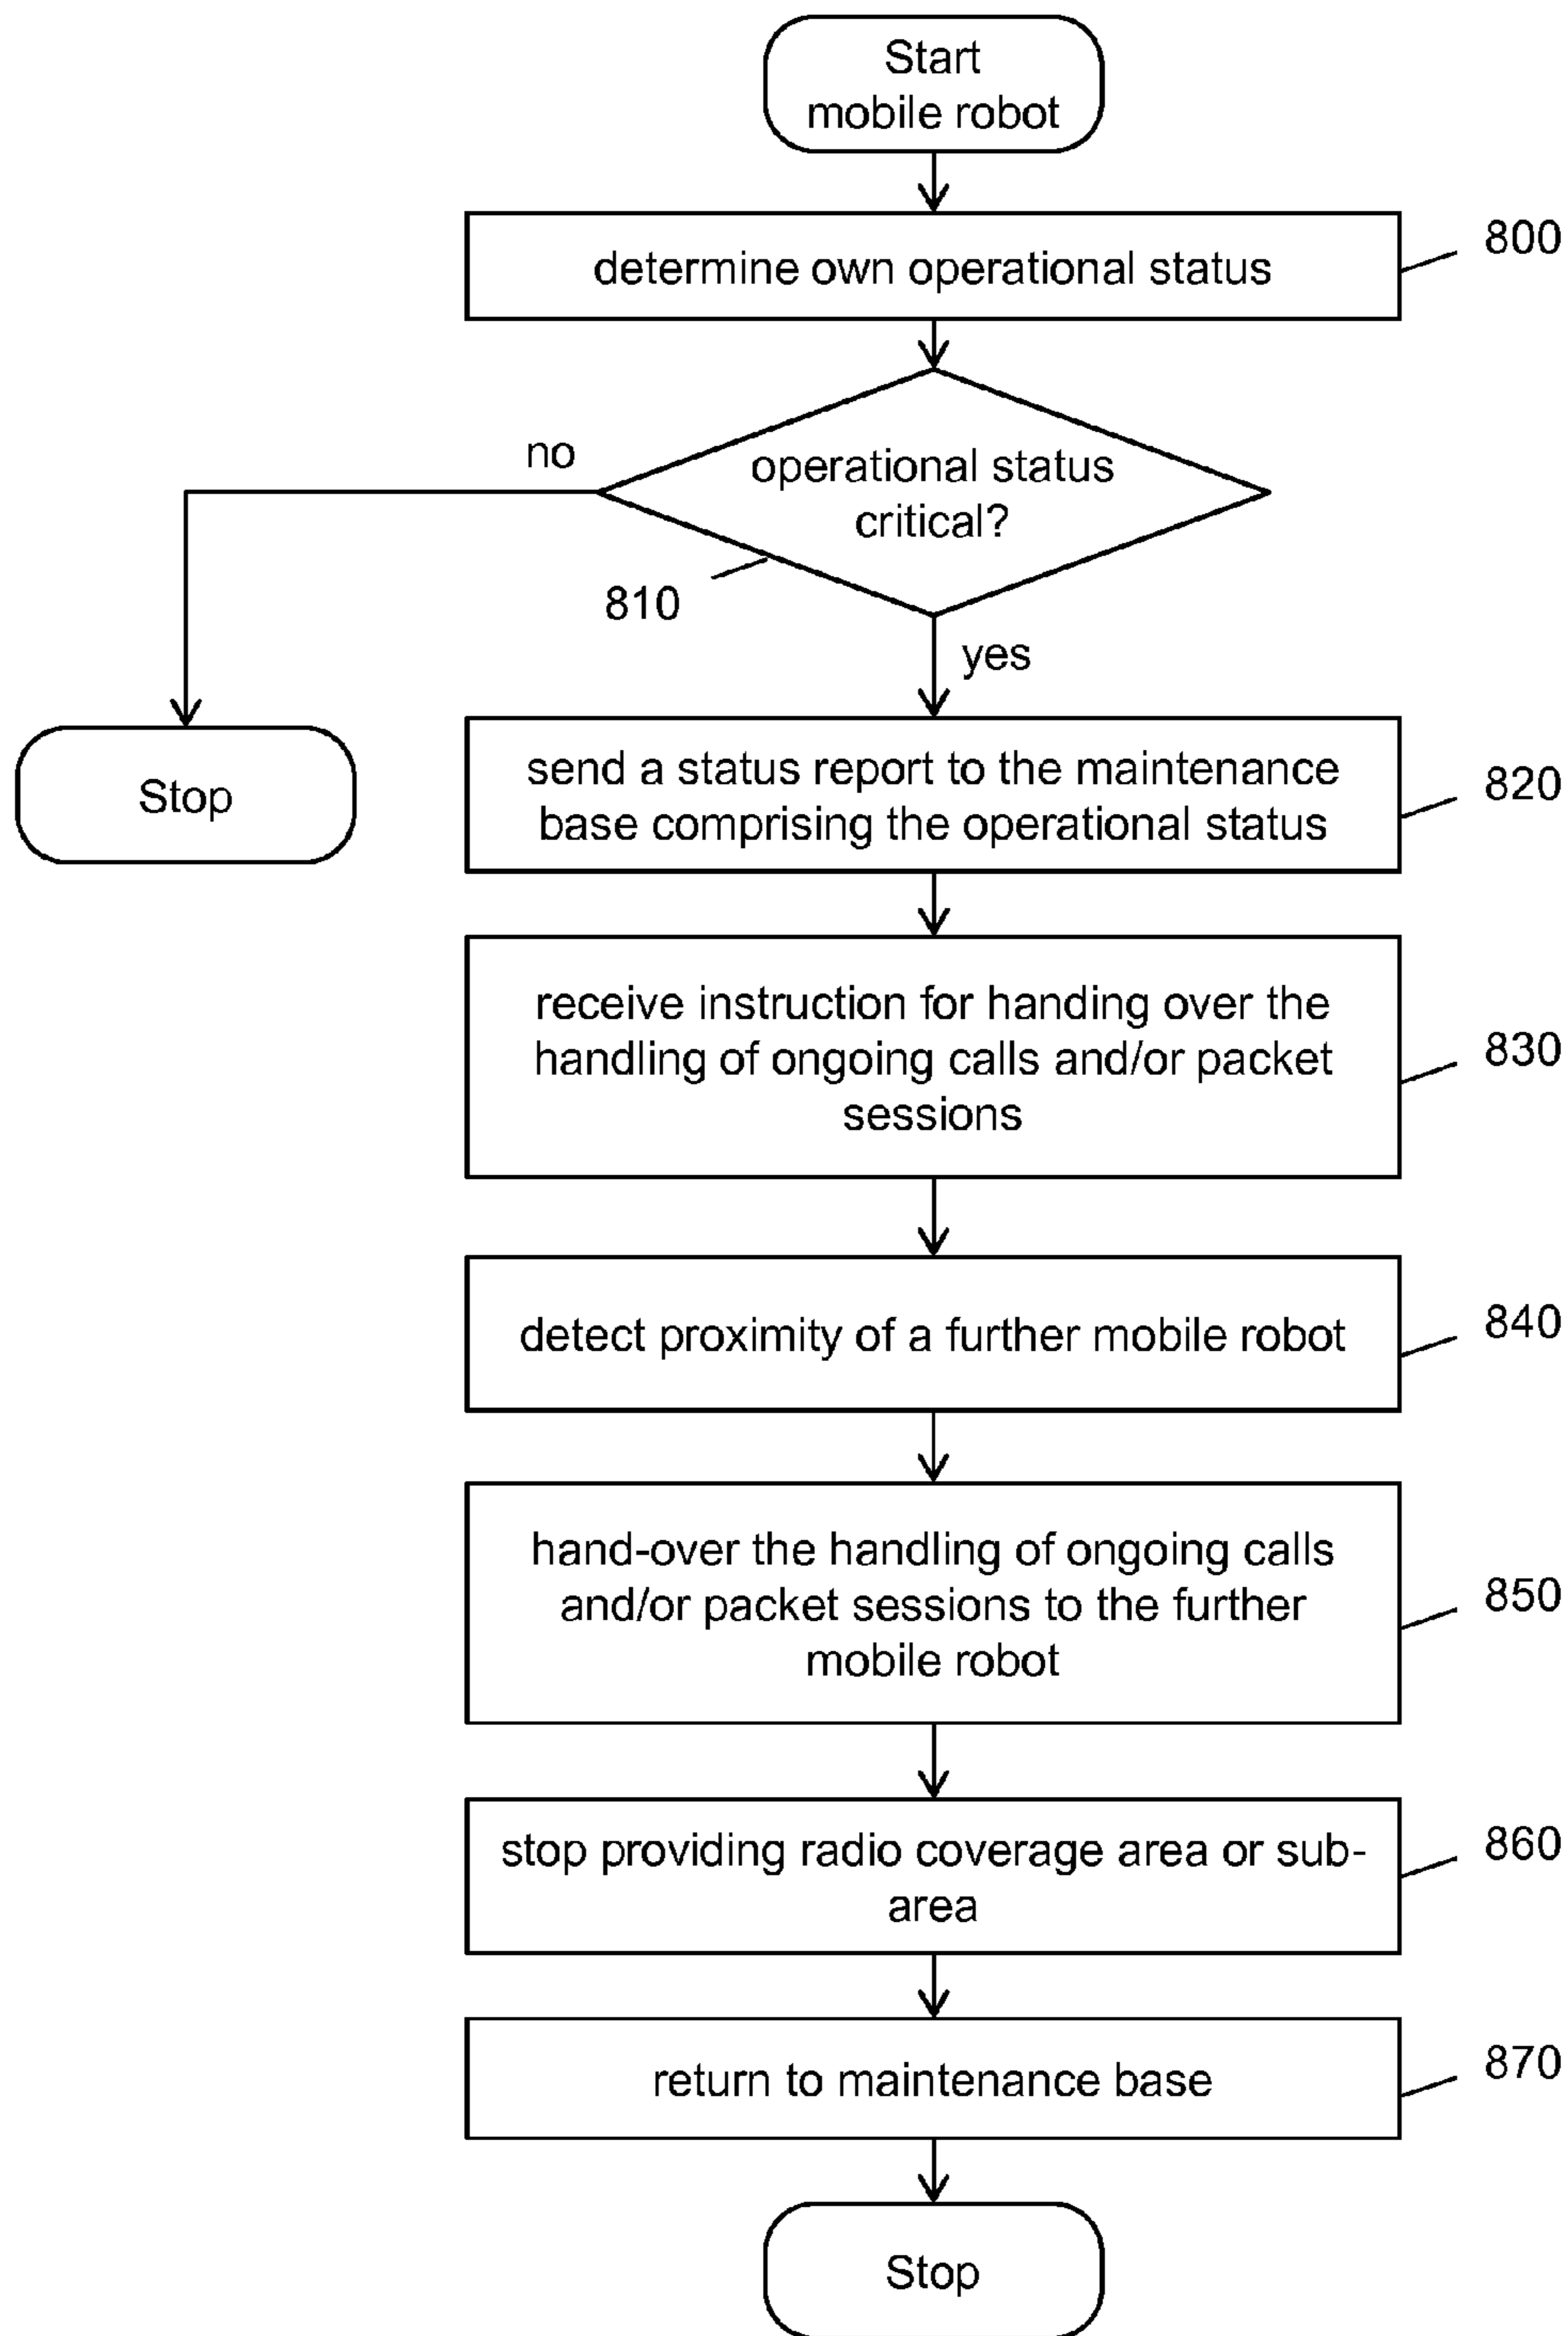 Start
mobile robot
determine own operational status
800
no
operational status
critical?
810
yes
Stop
send a status report to the maintenance
base comprising the operational status
820
receive instruction for handing over the
handling of ongoing calls and/or packet
sessions
830
detect proximity of a further mobile robot
840
hand-over the handling of ongoing calls
and/or packet sessions to the further
mobile robot
850
stop providing radio coverage area or sub-
area
860
return to maintenance base
870
Stop